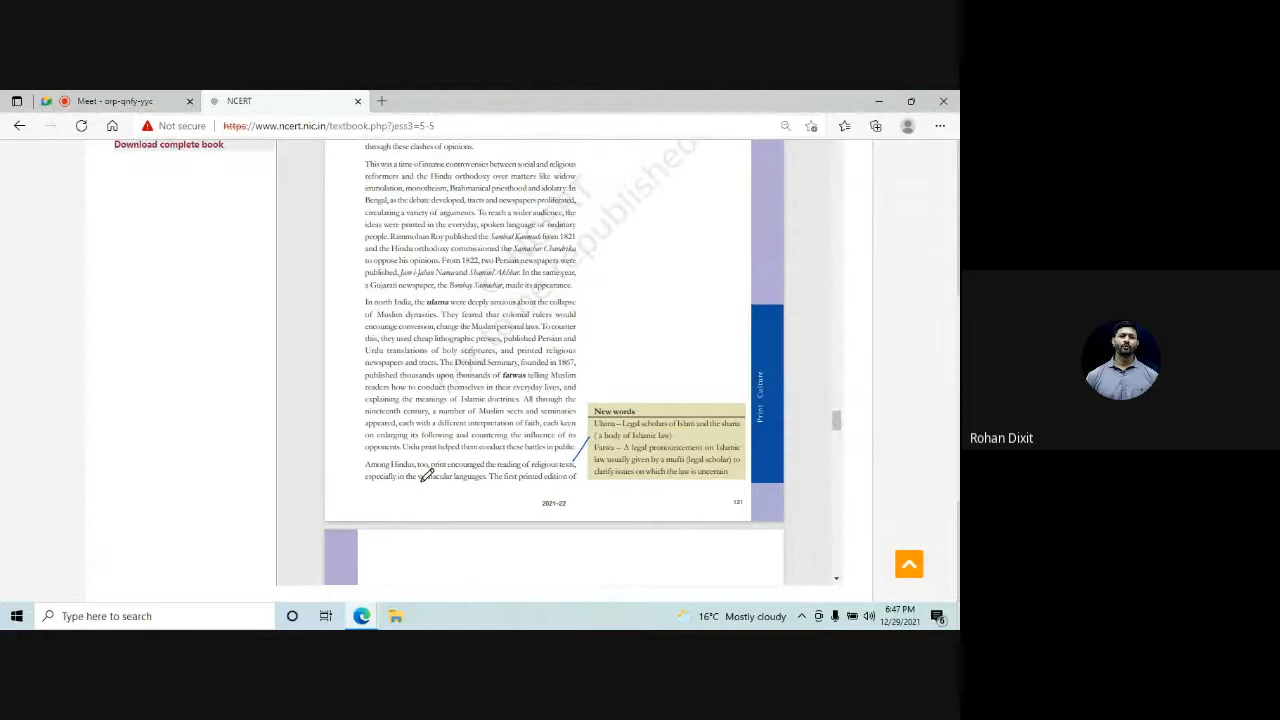 Meet - orp-qnfy-yyc
NCERT
Not secure
https://www.ncert.nic.in/textbook.php?jess3=5-5
Download complete book
through these clashes of opinions.
This was a time of intense controversies between social and religious
reformers and the Hindu orthodoxy over matters like widow
immolation, monotheism, Brahmanical priesthood and idolatry. In
Bengal, as the debate developed, tracts and newspapers proliferated,
circulating a variety of arguments. To reach a wider audience, the
ideas were printed in the everyday, spoken language of ordinary
people. Rammohan Roy published the Sambad Kaumudi from 1821
and the Hindu orthodoxy commissioned the Samachar Chandrika
to oppose his opinions. From 1822, two Persian newspapers were
published, Jam-i-Jahan Nama and Shamsul Akhbar. In the same year,
a Gujarati newspaper, the Bombay Samachar, made its appearance.
In north India, the ulama were deeply anxious about the collapse
of Muslim dynasties. They feared that colonial rulers would
encourage conversion, change the Muslim personal laws. To counter
this, they used cheap lithographic presses, published Persian and
Urdu translations of holy scriptures, and printed religious
newspapers and tracts. The Deoband Seminary, founded in 1867,
published thousands upon thousands of fatwas telling Muslim
readers how to conduct themselves in their everyday lives, and
explaining the meanings of Islamic doctrines. All through the
nineteenth century, a number of Muslim sects and seminaries
appeared, each with a different interpretation of faith, each keen
on enlarging its following and countering the influence of its
opponents. Urdu print helped them conduct these battles in public.
Among Hindus, too, print encouraged the reading of religious texts,
especially in the vernacular languages. The first printed edition of
New words
Ulama – Legal scholars of Islam and the sharia
( a body of Islamic law)
Fatwa – A legal pronouncement on Islamic
law usually given by a mufti (legal scholar) to
clarify issues on which the law is uncertain
Print Culture
2021-22
121
republished
Rohan Dixit
Type here to search
16°C Mostly cloudy
6:47 PM
12/29/2021
6